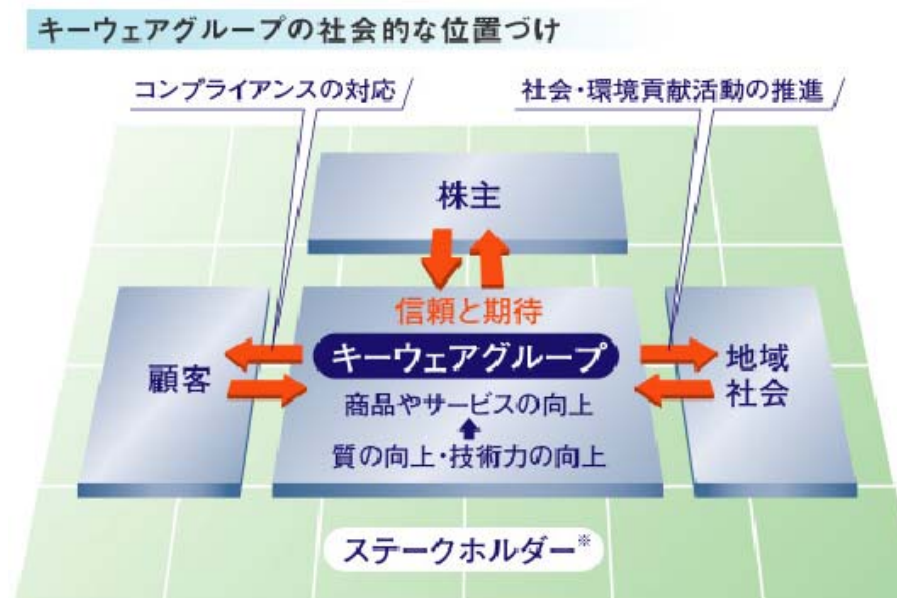 キーウェアグループの社会的な位置づけ
コンプライアンスの対応
社会・環境貢献活動の推進
株主
信頼と期待
キーウェアグループ
商品やサービスの向上
質の向上・技術力の向上
顧客
地域
社会
ステークホルダー※